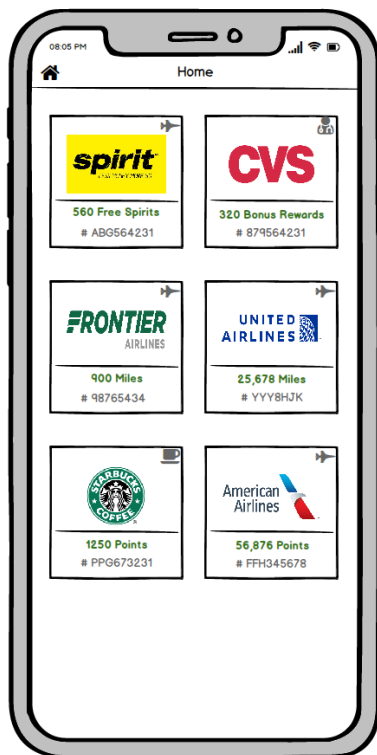 08:05 PM
Home
spirit
560 Free Spirits
# ABG564231
CVS
320 Bonus Rewards
# 879564231
FRONTIER
AIRLINES
900 Miles
# 98765434
UNITED
AIRLINES
25,678 Miles
# YYY8HJK
STARBUCKS
COFFEE
1250 Points
# PPG673231
American
Airlines
56,876 Points
# FFH345678